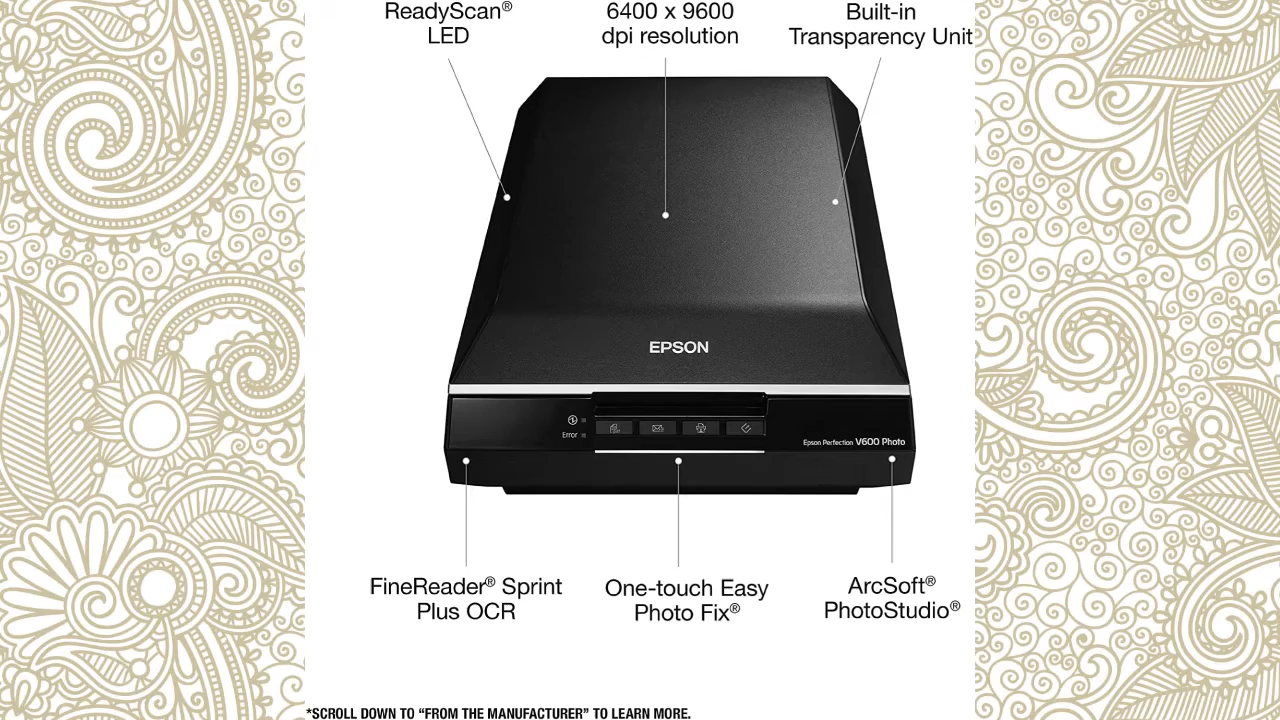 ReadyScan®
LED
6400 x 9600
dpi resolution
Built-in
Transparency Unit
EPSON
Error
Epson Perfection V600 Photo
FineReader® Sprint
Plus OCR
One-touch Easy
Photo Fix®
ArcSoft®
PhotoStudio®
*SCROLL DOWN TO “FROM THE MANUFACTURER” TO LEARN MORE.